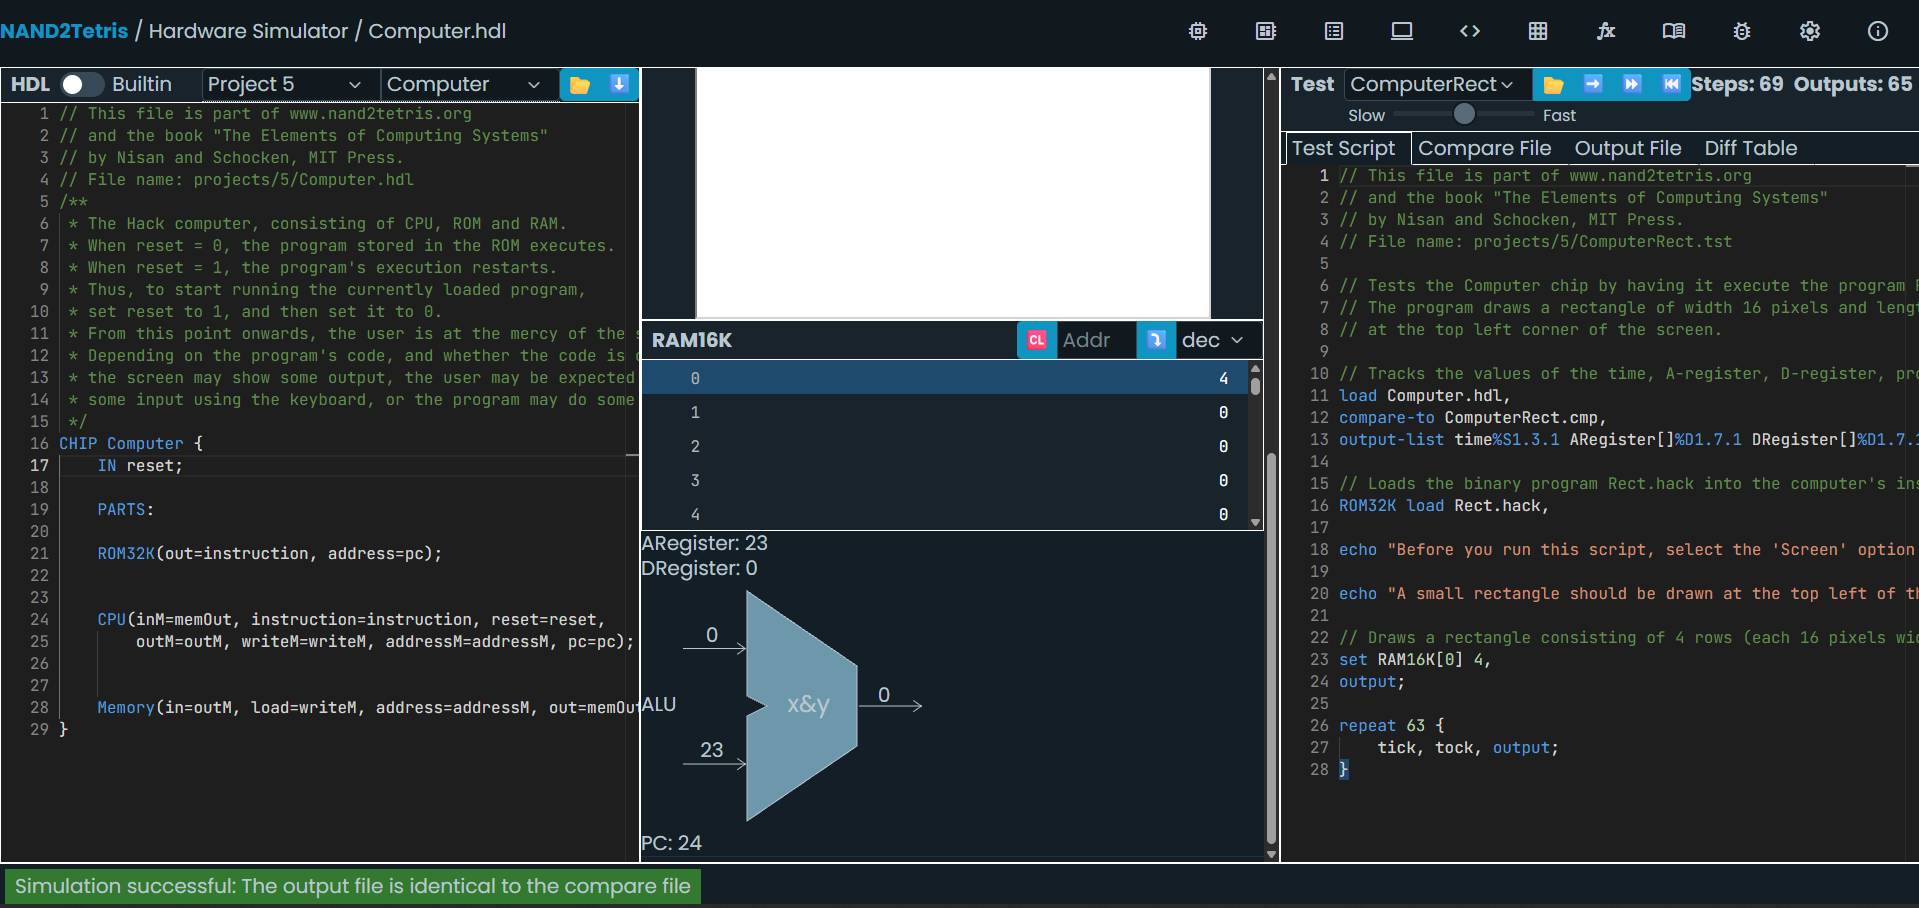 NAND2Tetris / Hardware Simulator / Computer.hdl
HDL Builtin Project 5 Computer
1 // This file is part of www.nand2tetris.org
2 // and the book "The Elements of Computing Systems"
3 // by Nisan and Schocken, MIT Press.
4 // File name: projects/5/Computer.hdl
5 /**
6 * The Hack computer, consisting of CPU, ROM and RAM.
7 * When reset = 0, the program stored in the ROM executes.
8 * When reset = 1, the program's execution restarts.
9 * Thus, to start running the currently loaded program,
10 * set reset to 1, and then set it to 0.
11 * From this point onwards, the user is at the mercy of the s
12 * Depending on the program's code, and whether the code is
13 * the screen may show some output, the user may be expected
14 * some input using the keyboard, or the program may do some
15 */
16 CHIP Computer {
17 IN reset;
18
19 PARTS:
20
21 ROM32K(out=instruction, address=pc);
22
23
24 CPU(inM=memOut, instruction=instruction, reset=reset,
25 outM=outM, writeM=writeM, addressM=addressM, pc=pc);
26
27
28 Memory(in=outM, load=writeM, address=addressM, out=memOut
29 }
RAM16K CL Addr dec
0 4
1 0
2 0
3 0
4 0
ARegister: 23
DRegister: 0
0
ALU
x&y
0
23
PC: 24
Test ComputerRect Steps: 69 Outputs: 65
Slow Fast
Test Script Compare File Output File Diff Table
1 // This file is part of www.nand2tetris.org
2 // and the book "The Elements of Computing Systems"
3 // by Nisan and Schocken, MIT Press.
4 // File name: projects/5/ComputerRect.tst
5
6 // Tests the Computer chip by having it execute the program
7 // The program draws a rectangle of width 16 pixels and leng
8 // at the top left corner of the screen.
9
10 // Tracks the values of the time, A-register, D-register, pr
11 load Computer.hdl,
12 compare-to ComputerRect.cmp,
13 output-list time%S1.3.1 ARegister[]%D1.7.1 DRegister[]%D1.7.1
14
15 // Loads the binary program Rect.hack into the computer's ins
16 ROM32K load Rect.hack,
17
18 echo "Before you run this script, select the 'Screen' option
19
20 echo "A small rectangle should be drawn at the top left of th
21
22 // Draws a rectangle consisting of 4 rows (each 16 pixels wid
23 set RAM16K[0] 4,
24 output;
25
26 repeat 63 {
27 tick, tock, output;
28 }
Simulation successful: The output file is identical to the compare file